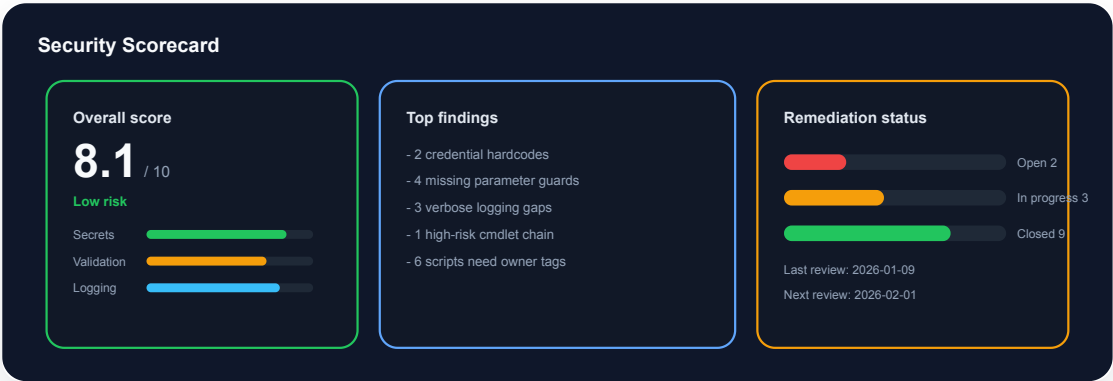 Security Scorecard
Overall score
8.1 / 10
Low risk
Secrets
Validation
Logging
Top findings
- 2 credential hardcodes
- 4 missing parameter guards
- 3 verbose logging gaps
- 1 high-risk cmdlet chain
- 6 scripts need owner tags
Remediation status
Open 2
In progress 3
Closed 9
Last review: 2026-01-09
Next review: 2026-02-01